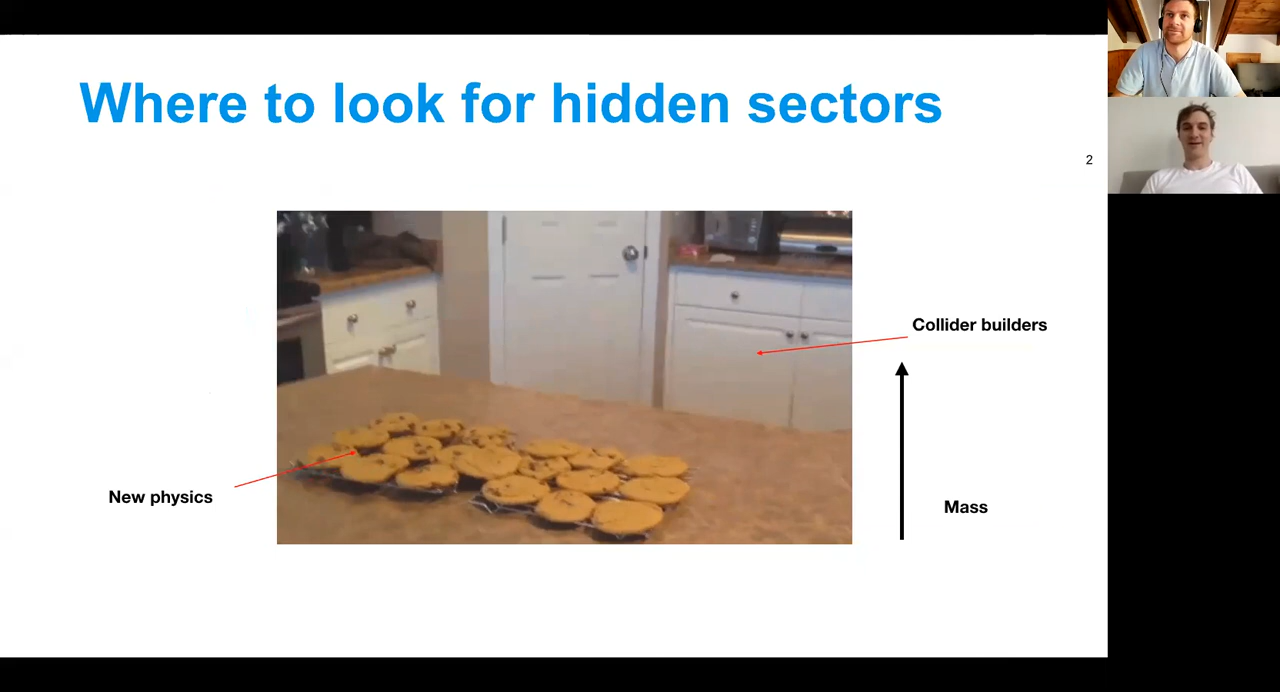 Where to look for hidden sectors
2
Collider builders
New physics
Mass